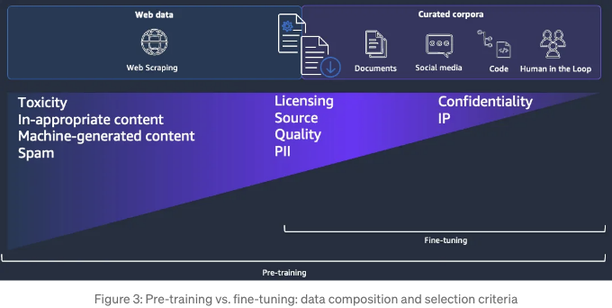 Web data
Curated corpora
Web Scraping
Documents
Social media
Code
Human in the Loop
Toxicity
In-appropriate content
Machine-generated content
Spam
Licensing
Source
Quality
PII
Confidentiality
IP
Fine-tuning
Pre-training
Figure 3: Pre-training vs. fine-tuning: data composition and selection criteria